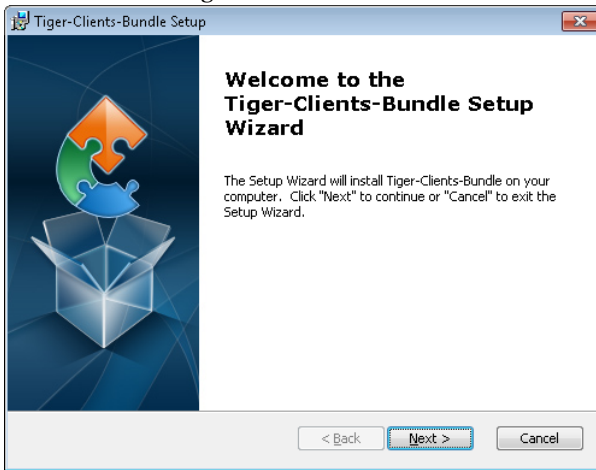 Tiger-Clients-Bundle Setup
Welcome to the
Tiger-Clients-Bundle Setup
Wizard
The Setup Wizard will install Tiger-Clients-Bundle on your
computer. Click "Next" to continue or "Cancel" to exit the
Setup Wizard.
< Back
Next >
Cancel